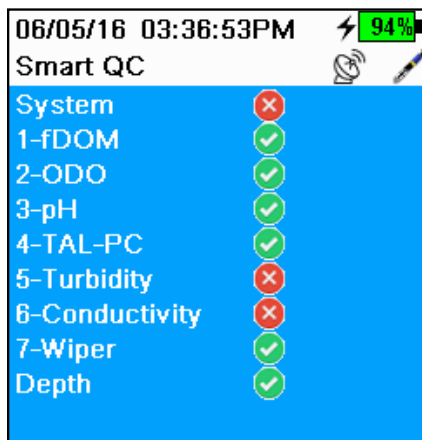 06/05/16 03:36:53PM 94%
Smart QC
System
1-fDOM
2-ODO
3-pH
4-TAL-PC
5-Turbidity
6-Conductivity
7-Wiper
Depth